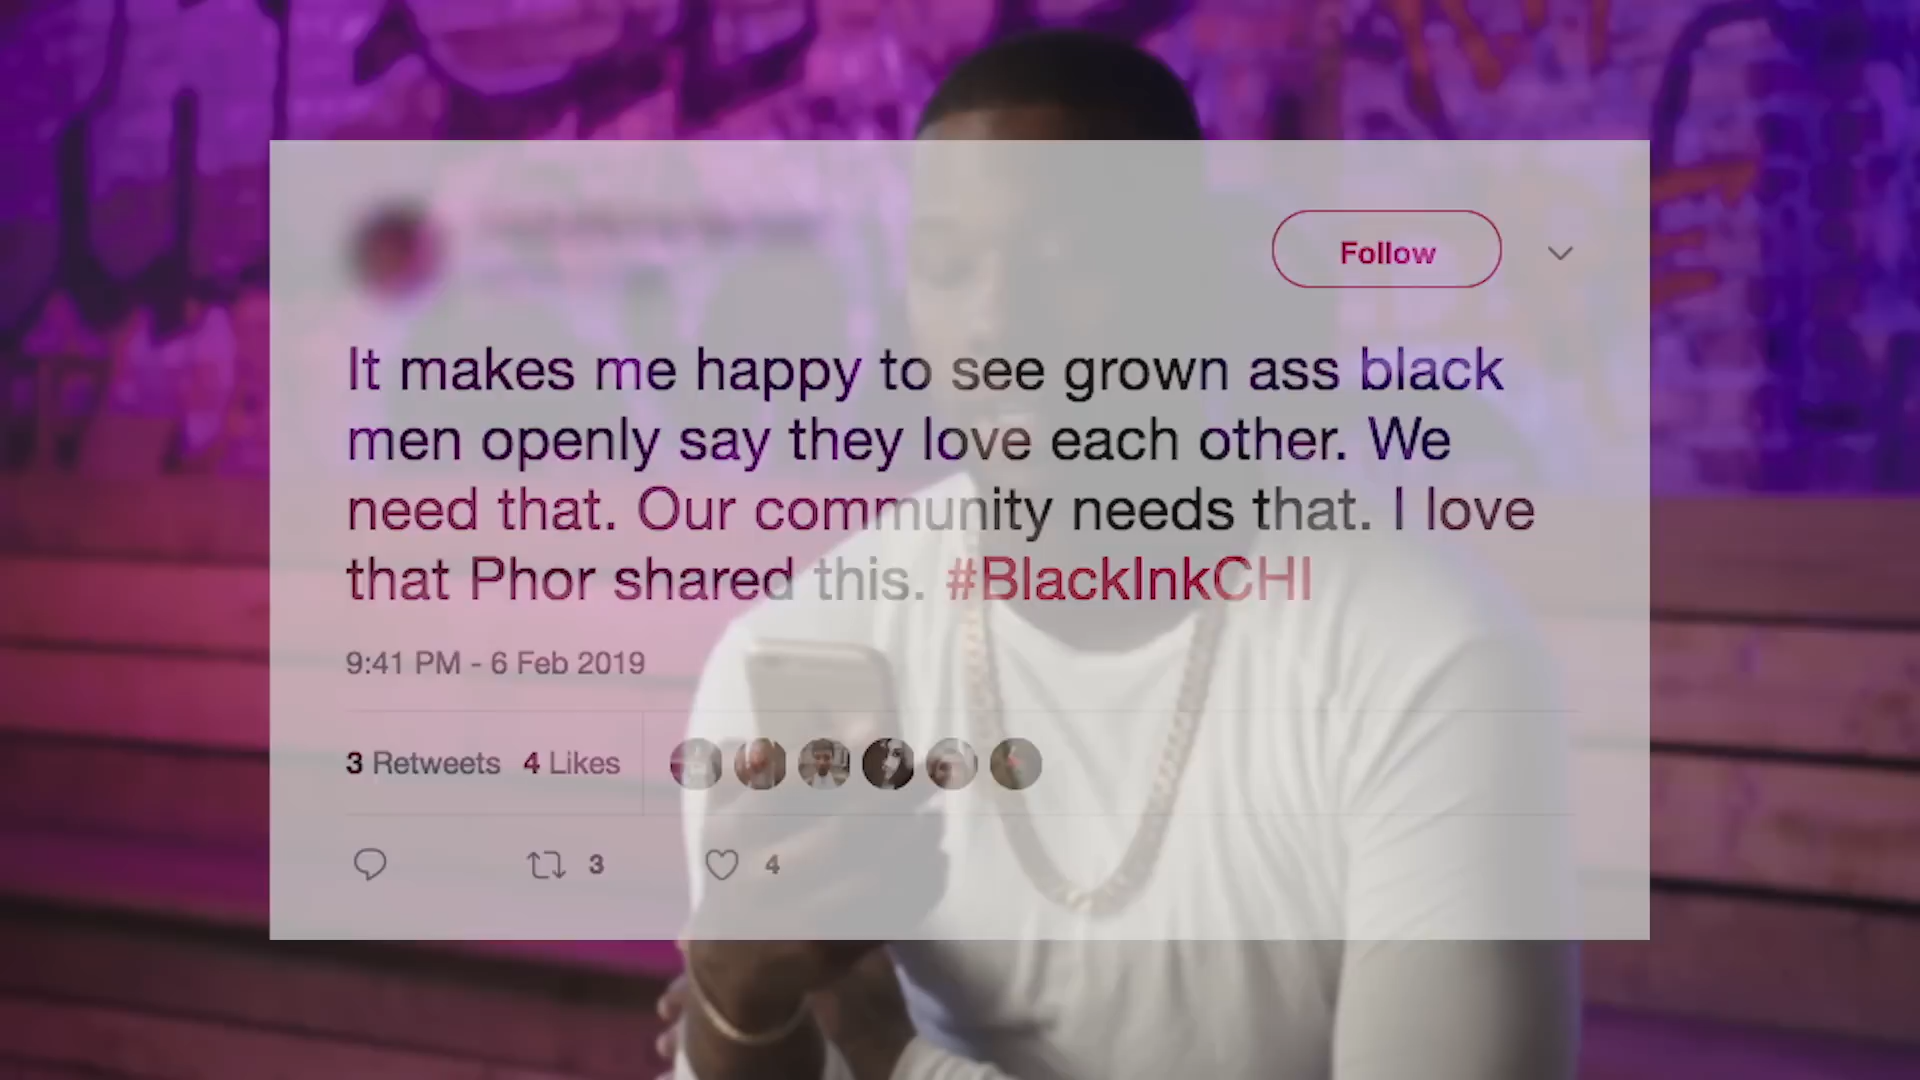 Follow
It makes me happy to see grown ass black
men openly say they love each other. We
need that. Our community needs that. I love
that Phor shared this. #BlackInkCHI
9:41 PM - 6 Feb 2019
3 Retweets 4 Likes
3 4